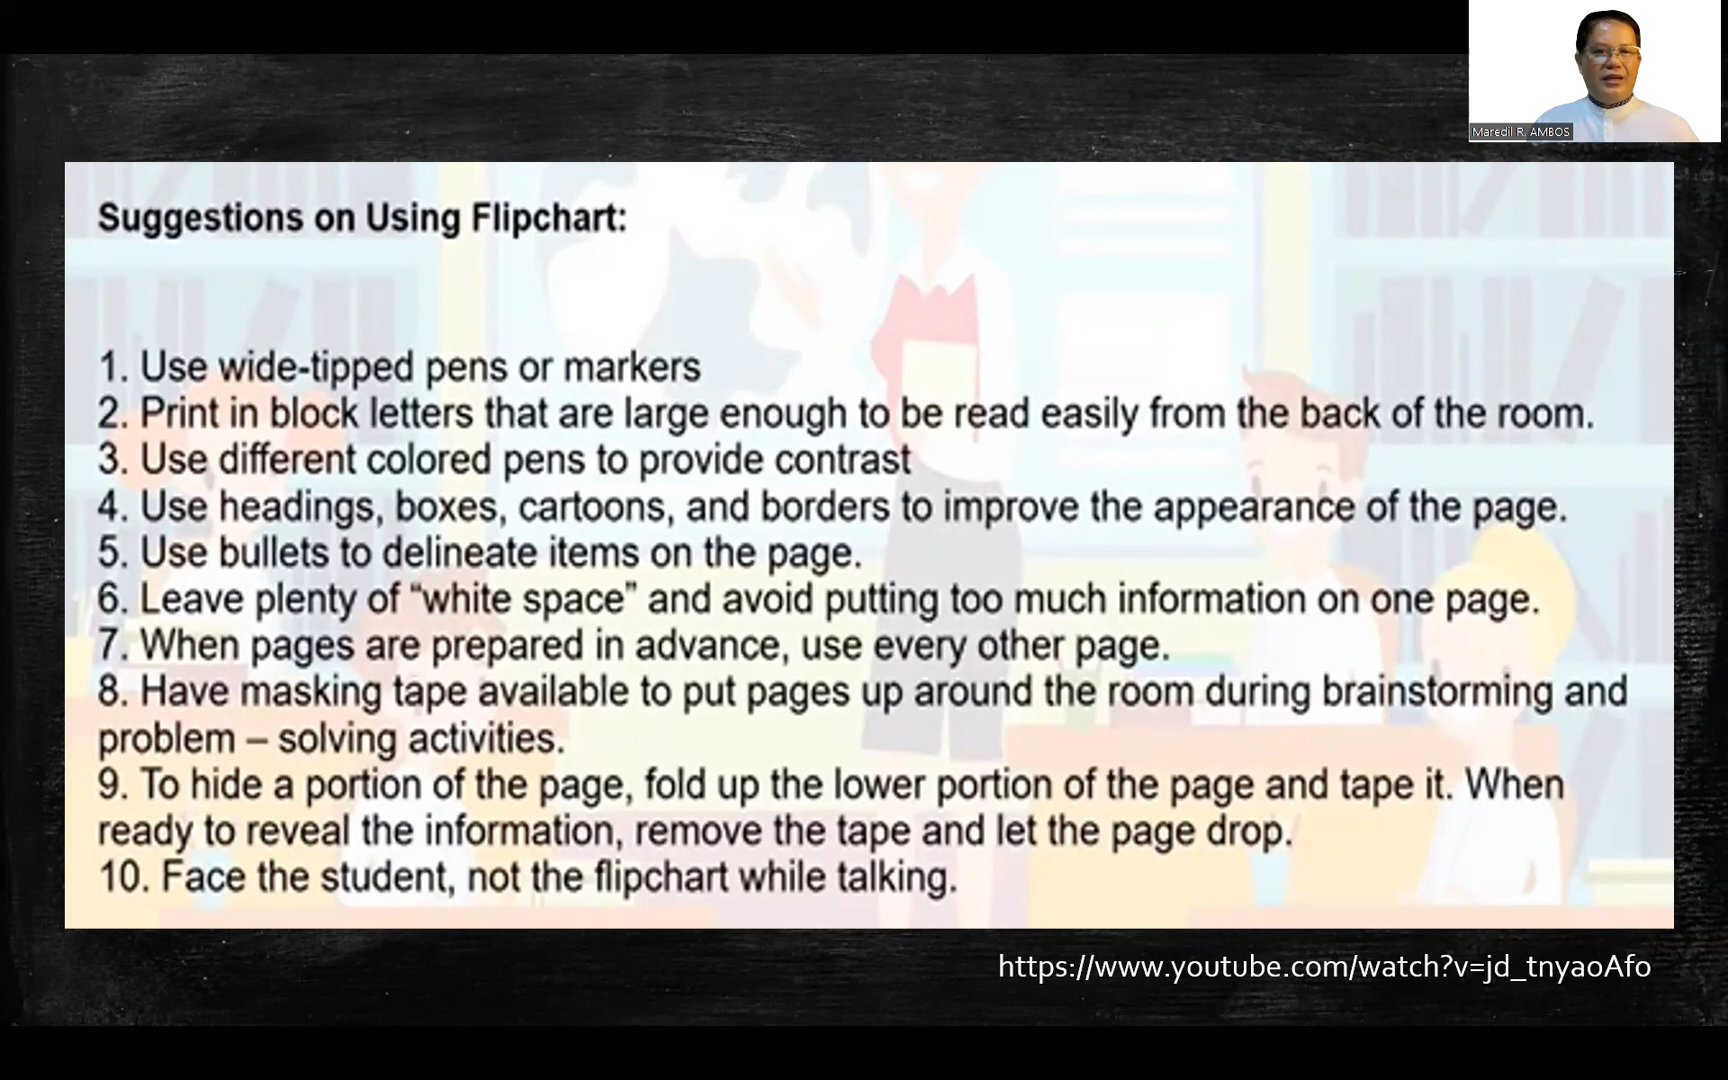 Maredil R. AMBOS
Suggestions on Using Flipchart:
1. Use wide-tipped pens or markers
2. Print in block letters that are large enough to be read easily from the back of the room.
3. Use different colored pens to provide contrast
4. Use headings, boxes, cartoons, and borders to improve the appearance of the page.
5. Use bullets to delineate items on the page.
6. Leave plenty of “white space” and avoid putting too much information on one page.
7. When pages are prepared in advance, use every other page.
8. Have masking tape available to put pages up around the room during brainstorming and
problem – solving activities.
9. To hide a portion of the page, fold up the lower portion of the page and tape it. When
ready to reveal the information, remove the tape and let the page drop.
10. Face the student, not the flipchart while talking.
https://www.youtube.com/watch?v=jd_tnyaoAfo